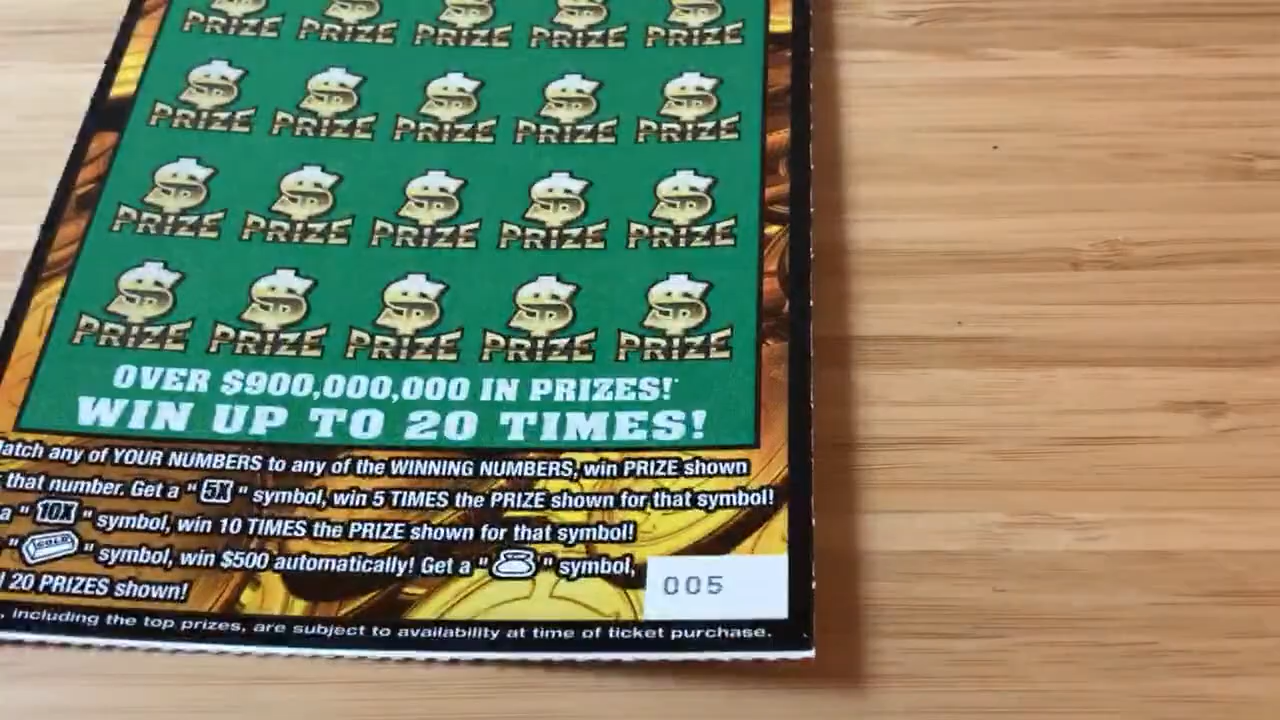 $ $ $ $ $
PRIZE PRIZE PRIZE PRIZE PRIZE
$ $ $ $ $
PRIZE PRIZE PRIZE PRIZE PRIZE
$ $ $ $ $
PRIZE PRIZE PRIZE PRIZE PRIZE
$ $ $ $ $
PRIZE PRIZE PRIZE PRIZE PRIZE
OVER $900,000,000 IN PRIZES!
WIN UP TO 20 TIMES!
Match any of YOUR NUMBERS to any of the WINNING NUMBERS, win PRIZE shown
that number. Get a "5X" symbol, win 5 TIMES the PRIZE shown for that symbol!
a "10X" symbol, win 10 TIMES the PRIZE shown for that symbol!
"GOLD" symbol, win $500 automatically! Get a " " symbol,
20 PRIZES shown!
005
, including the top prizes, are subject to availability at time of ticket purchase.